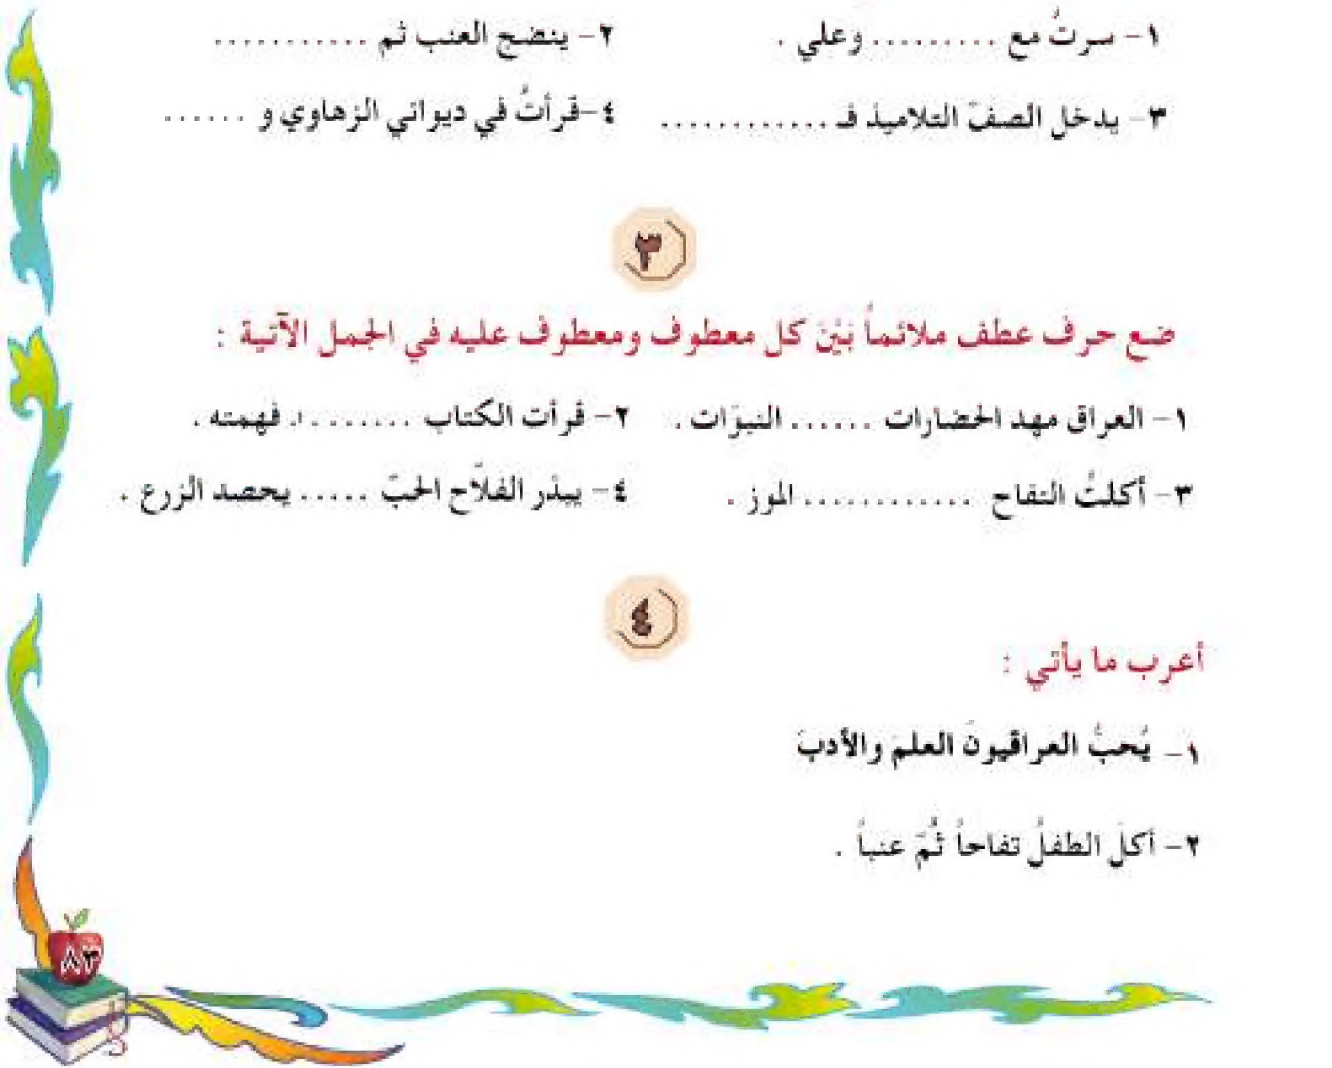 ١- سرتُ مع ......... وعلي . ٢- ينضج العنب ثم ...........
٣- يدخل الصفّ التلاميذ فـ ............ ٤-قرأتُ في ديواني الزهاوي و ......
٣
ضع حرف عطف ملائماً بَيْنَ كل معطوف ومعطوف عليه في الجمل الآتية :
١- العراق مهد الحضارات ...... النبوّات . ٢- قرأت الكتاب ........ فهمته .
٣- أكلتُ التفاح ............ الموز . ٤- يبذر الفلاّح الحبّ ..... يحصد الزرع .
٤
أعرب ما يأتي :
١- يُحبُّ العراقيونَ العلمَ والأدبَ
٢- أكلَ الطفلُ تفاحاً ثُمّ عنباً .
٨٣